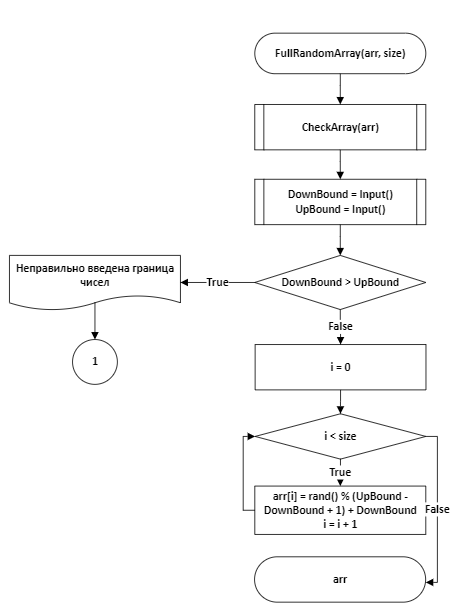 FullRandomArray(arr, size)
CheckArray(arr)
DownBound = Input()
UpBound = Input()
DownBound > UpBound
True
Неправильно введена граница
чисел
1
False
i = 0
i < size
True
arr[i] = rand() % (UpBound -
DownBound + 1) + DownBound
i = i + 1
False
arr